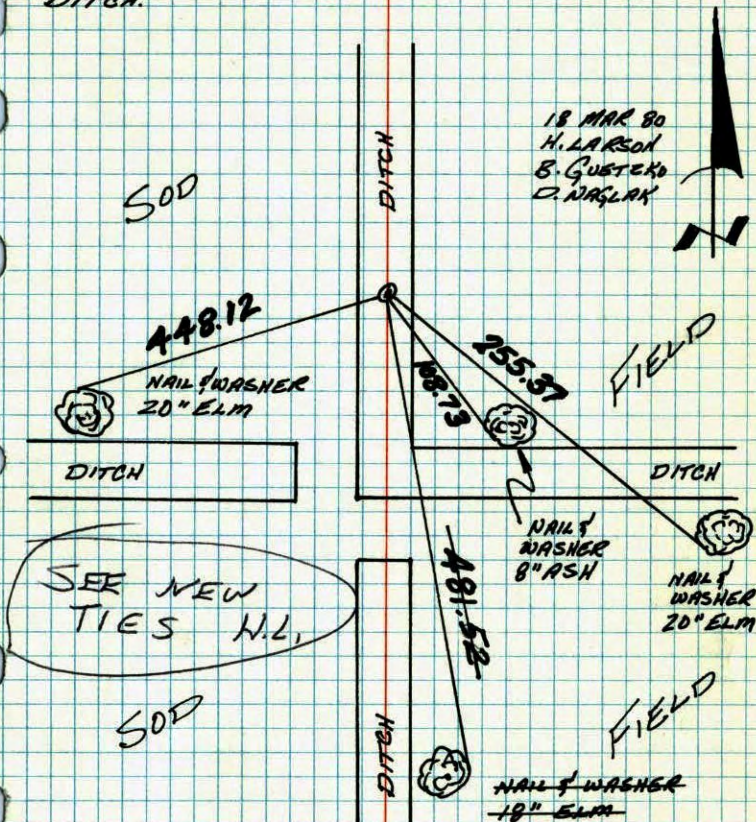 DITCH.
18 MAR 80
H. LARSON
B. GUETZKO
D. NAGLAK
N
DITCH
SOD
448.12
255.37
168.73
FIELD
NAIL & WASHER
20" ELM
DITCH
DITCH
NAIL &
WASHER
8" ASH
NAIL &
WASHER
20" ELM
481.52
SEE NEW
TIES H.L.
SOD
DITCH
FIELD
NAIL & WASHER
18" ELM